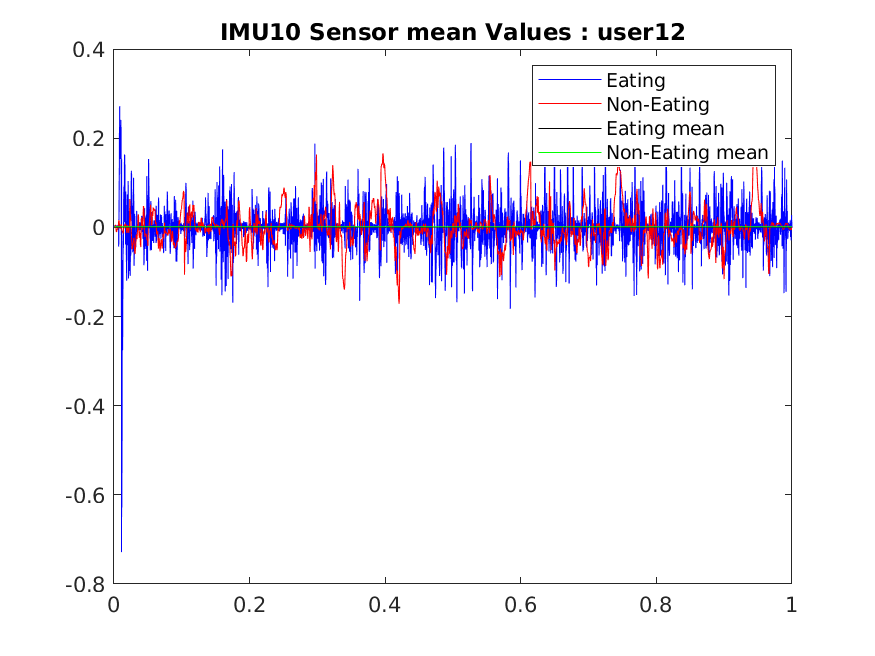 IMU10 Sensor mean Values : user12
0.4
0.2
0
-0.2
-0.4
-0.6
-0.8
Eating
Non-Eating
Eating mean
Non-Eating mean
0 0.2 0.4 0.6 0.8 1